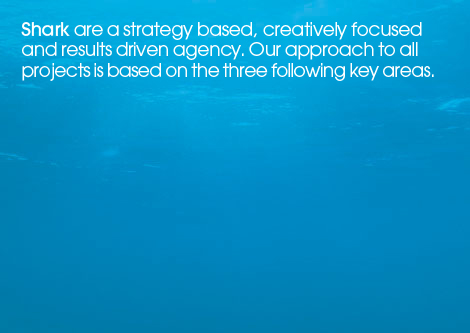 Shark are a strategy based, creatively focused
and results driven agency. Our approach to all
projects is based on the three following key areas.